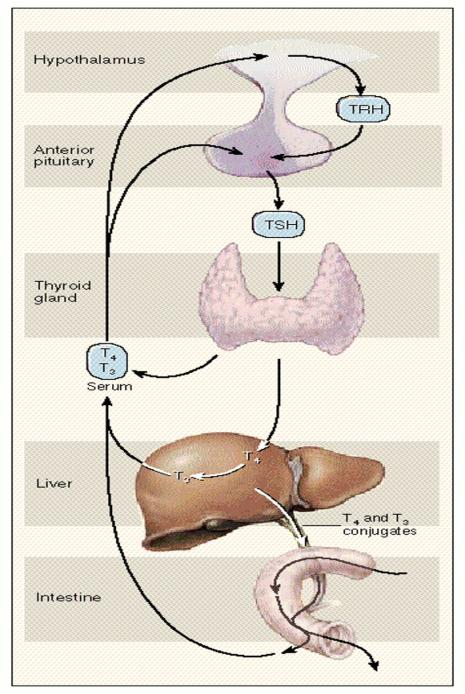 Hypothalamus
TRH
Anterior
pituitary
TSH
Thyroid
gland
T₄
T₃
Serum
T₄
T₃
Liver
T₄ and T₃
conjugates
Intestine